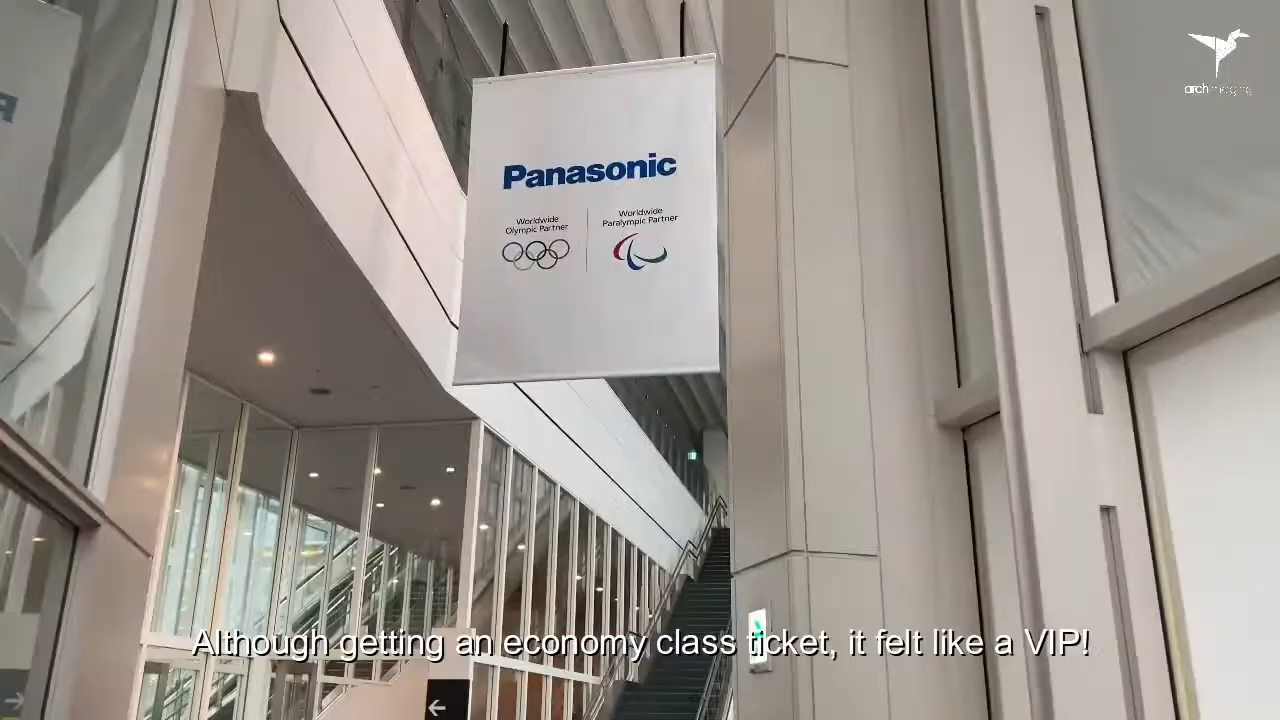 archimaging
Panasonic
Worldwide
Olympic Partner
Worldwide
Paralympic Partner
Although getting an economy class ticket, it felt like a VIP!